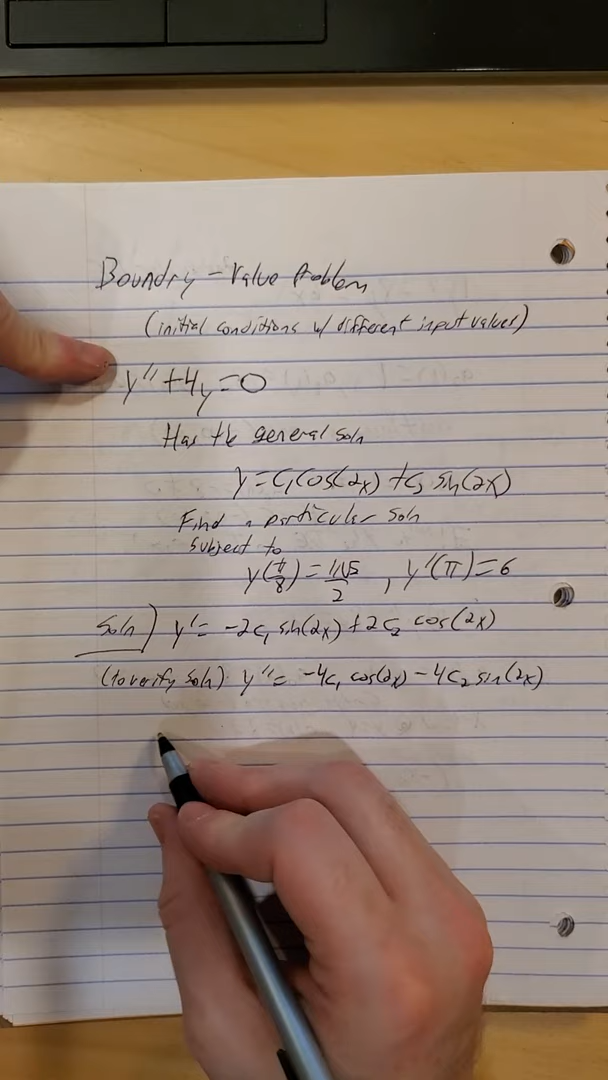 Boundry - Value Problem
(initial conditions w/ different input values)
y'' + 4y = 0
Has the general soln
y = c₁ cos(2x) + c₂ sin(2x)
Find a particular soln
subject to
y(π/8) = /2 , y'(π) = 6
Soln) y' = -2c₁ sin(2x) + 2c₂ cos(2x)
(to verify soln) y'' = -4c₁ cos(2x) - 4c₂ sin(2x)